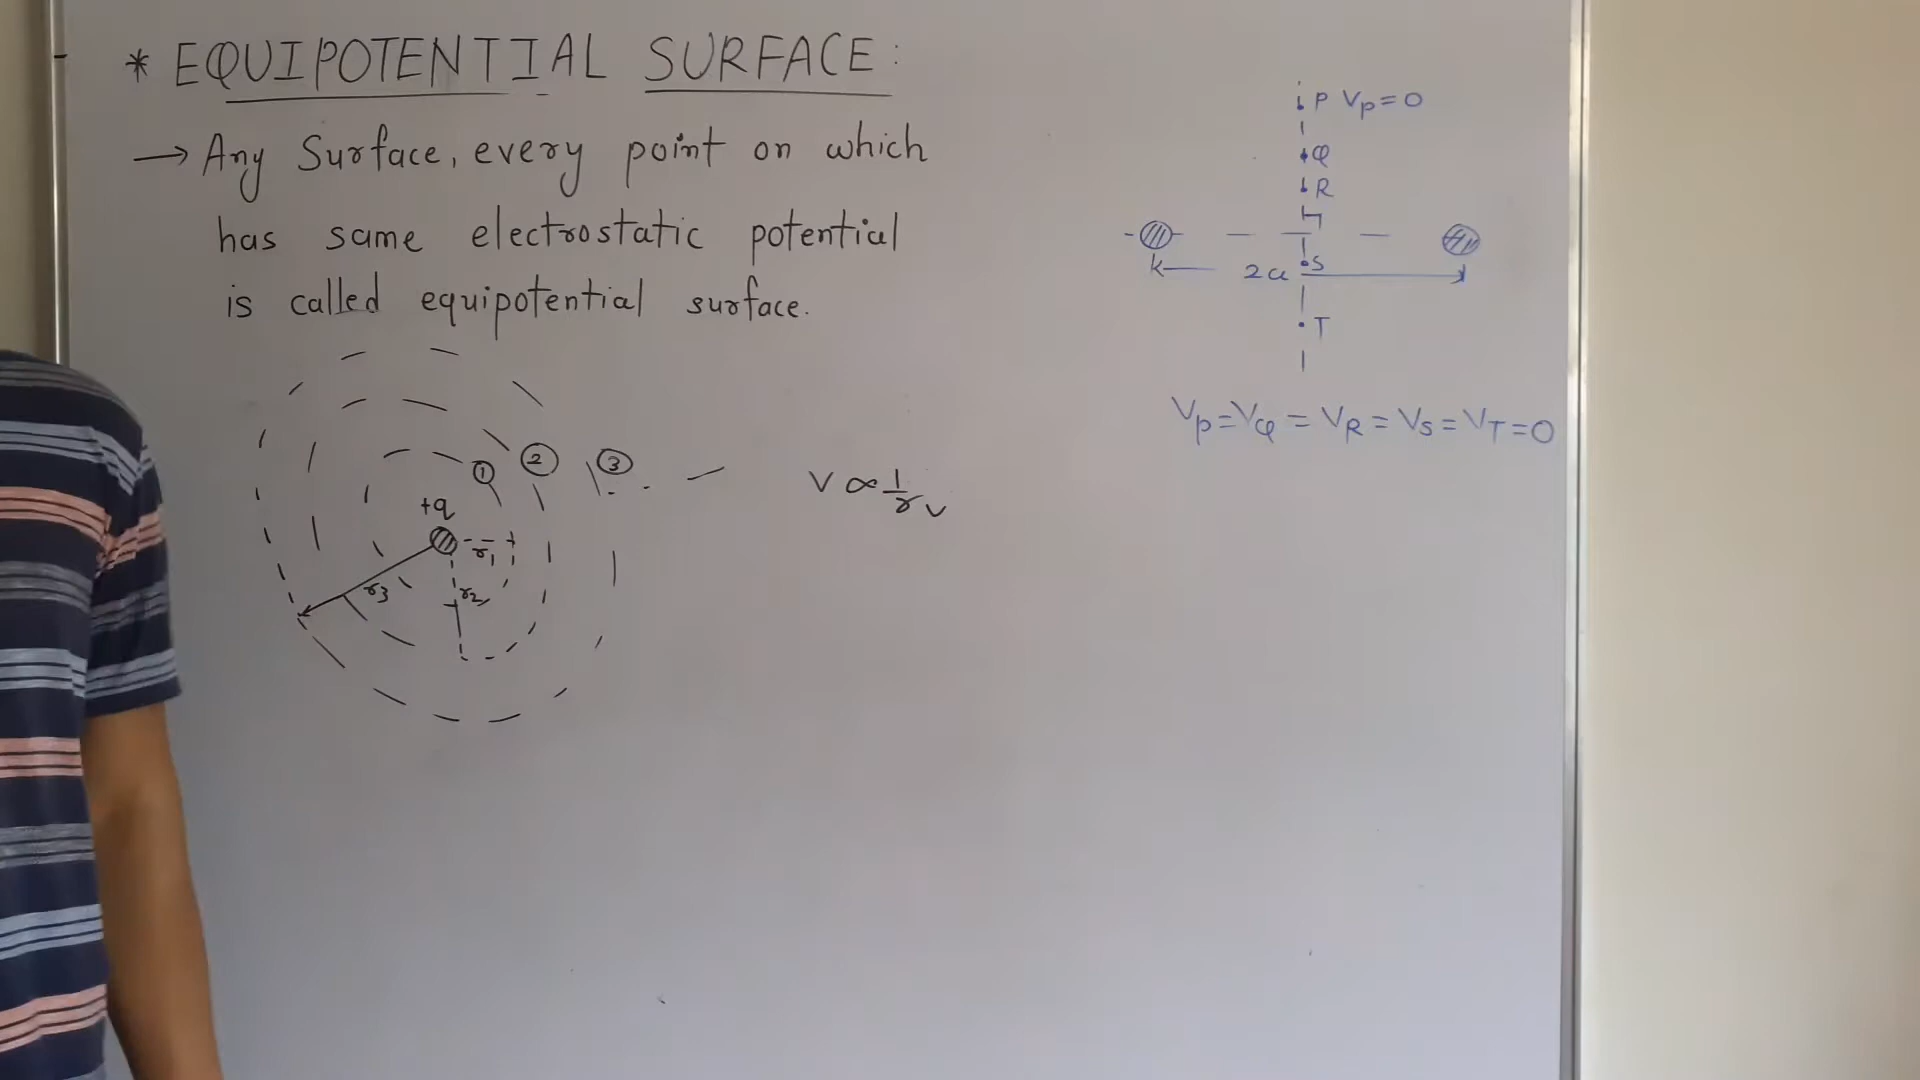 * EQUIPOTENTIAL SURFACE:
→ Any Surface, every point on which
has same electrostatic potential
is called equipotential surface.
① ② ③
+q
r₁
r₂
r₃
V ∝ 1/r
P Vp=0
Q
R
S
2a
T
Vp=VQ = VR = VS = VT=0